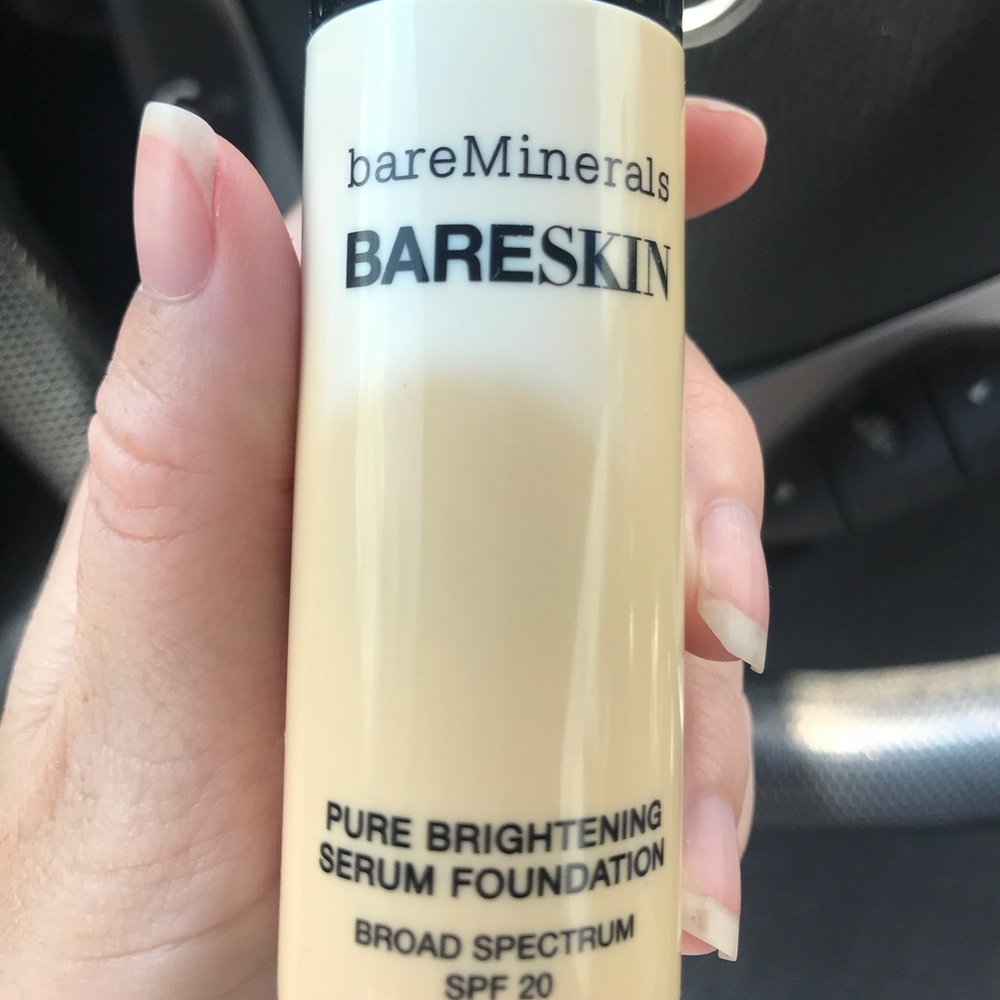 bareMinerals
BARESKIN
PURE BRIGHTENING
SERUM FOUNDATION
BROAD SPECTRUM
SPF 20